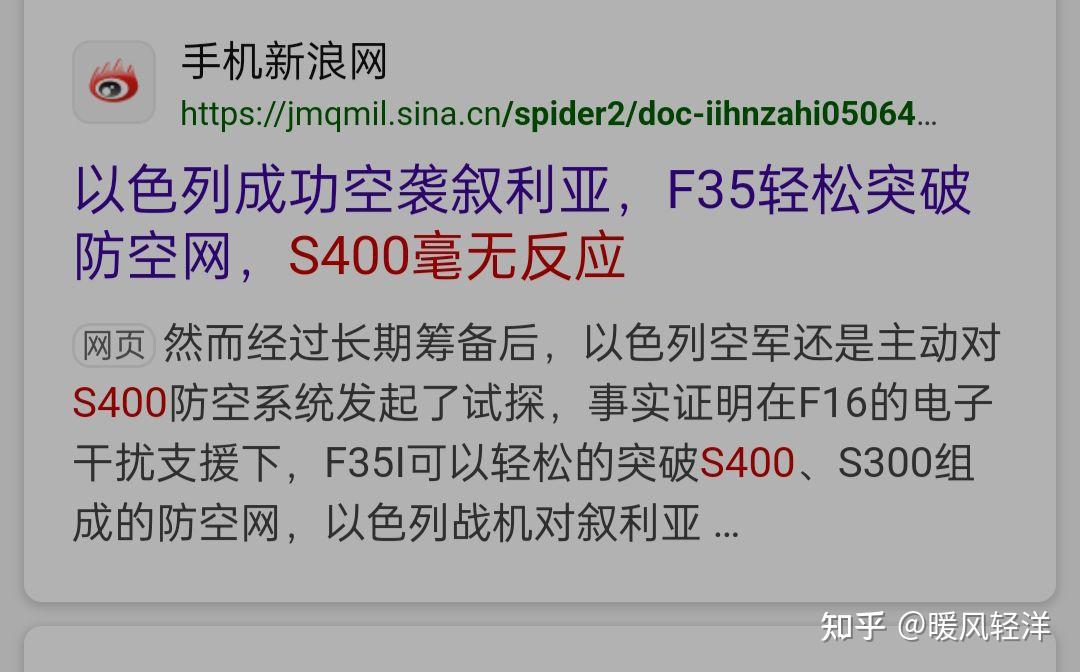 手机新浪网
https://jmqmil.sina.cn/spider2/doc-iihnzahi05064...
以色列成功空袭叙利亚，F35轻松突破
防空网，S400毫无反应
网页 然而经过长期筹备后，以色列空军还是主动对
S400防空系统发起了试探，事实证明在F16的电子
干扰支援下，F35I可以轻松的突破S400、S300组
成的防空网，以色列战机对叙利亚 ...
知乎 @暖风轻洋